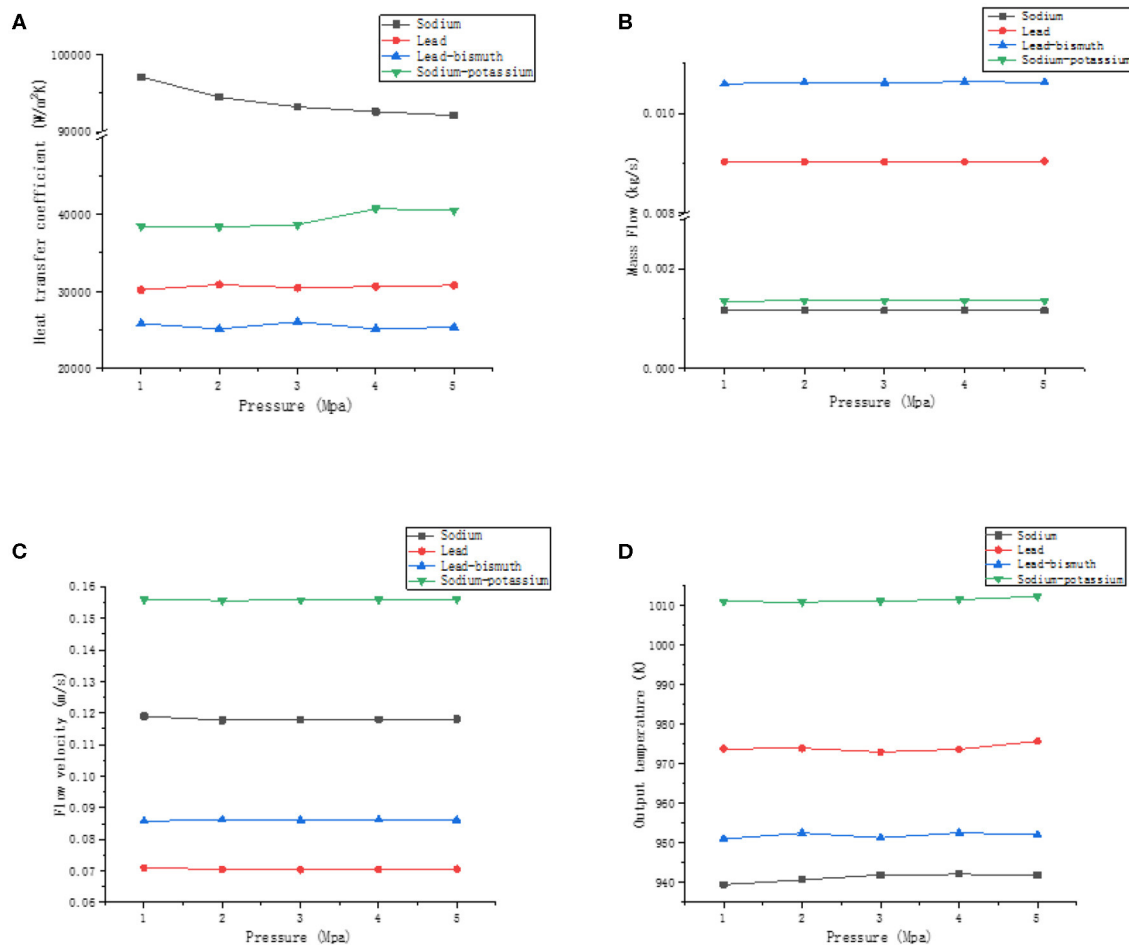 A
Sodium
Lead
Lead-bismuth
Sodium-potassium
100000
90000
40000
30000
20000
Heat transfer coefficient (W/m²K)
1 2 3 4 5
Pressure (Mpa)
B
Sodium
Lead
Lead-bismuth
Sodium-potassium
0.010
0.008
0.002
0.000
Mass Flow (kg/s)
1 2 3 4 5
Pressure (Mpa)
C
Sodium
Lead
Lead-bismuth
Sodium-potassium
0.16
0.15
0.14
0.13
0.12
0.11
0.10
0.09
0.08
0.07
0.06
Flow velocity (m/s)
1 2 3 4 5
Pressure (Mpa)
D
Sodium
Lead
Lead-bismuth
Sodium-potassium
1010
1000
990
980
970
960
950
940
Output temperature (K)
1 2 3 4 5
Pressure (Mpa)